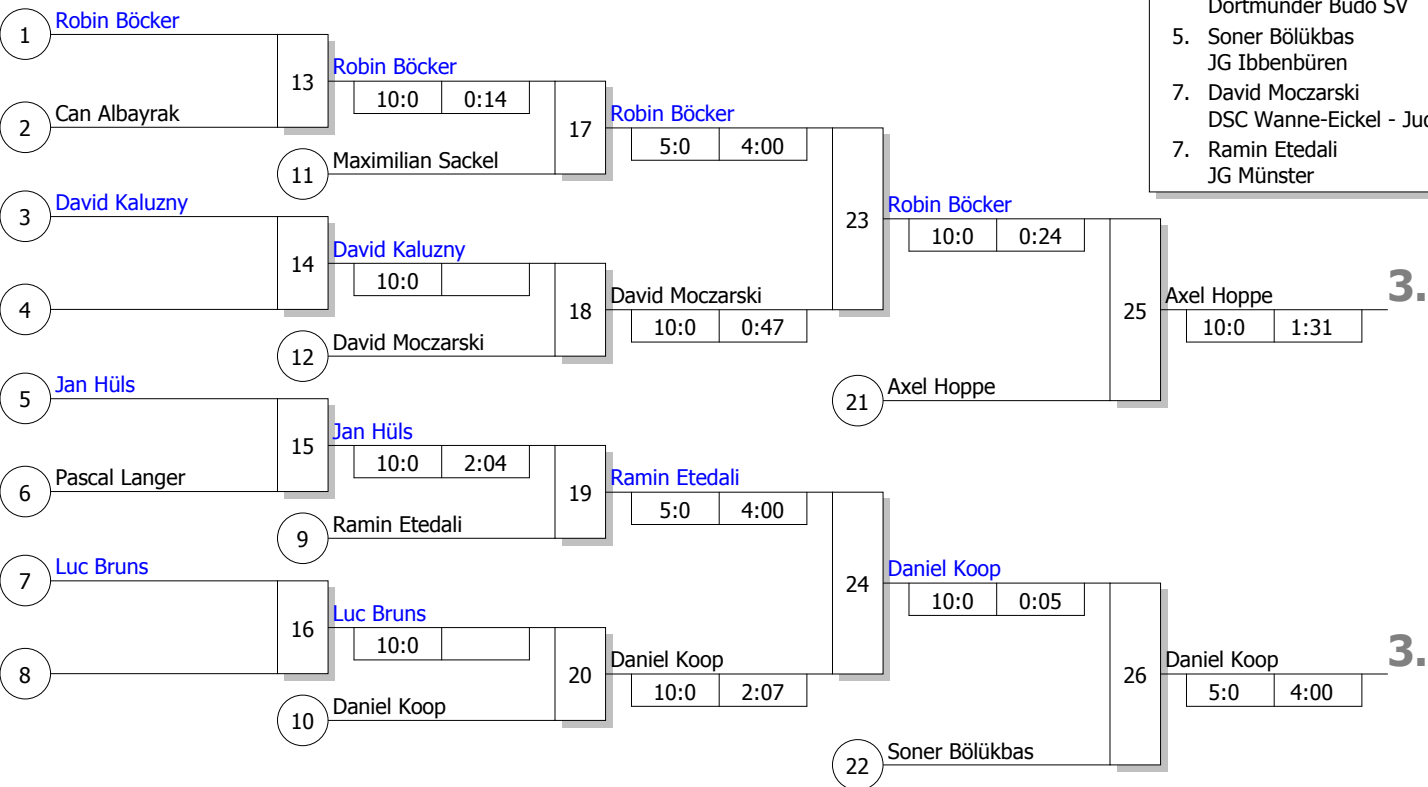 Dortmunder Budo SV
5. Soner Bölükbas
JG Ibbenbüren
7. David Moczarski
DSC Wanne-Eickel -
7. Ramin Etedali
JG Münster
1 Robin Böcker
2 Can Albayrak
13
Robin Böcker
10:0 0:14
11 Maximilian Sackel
17
Robin Böcker
5:0 4:00
3 David Kaluzny
4
14
David Kaluzny
10:0
12 David Moczarski
18
David Moczarski
10:0 0:47
23
Robin Böcker
10:0 0:24
21 Axel Hoppe
25
Axel Hoppe 3.
10:0 1:31
5 Jan Hüls
6 Pascal Langer
15
Jan Hüls
10:0 2:04
9 Ramin Etedali
19
Ramin Etedali
5:0 4:00
7 Luc Bruns
8
16
Luc Bruns
10:0
10 Daniel Koop
20
Daniel Koop
10:0 2:07
24
Daniel Koop
10:0 0:05
22 Soner Bölükbas
26
Daniel Koop 3.
5:0 4:00